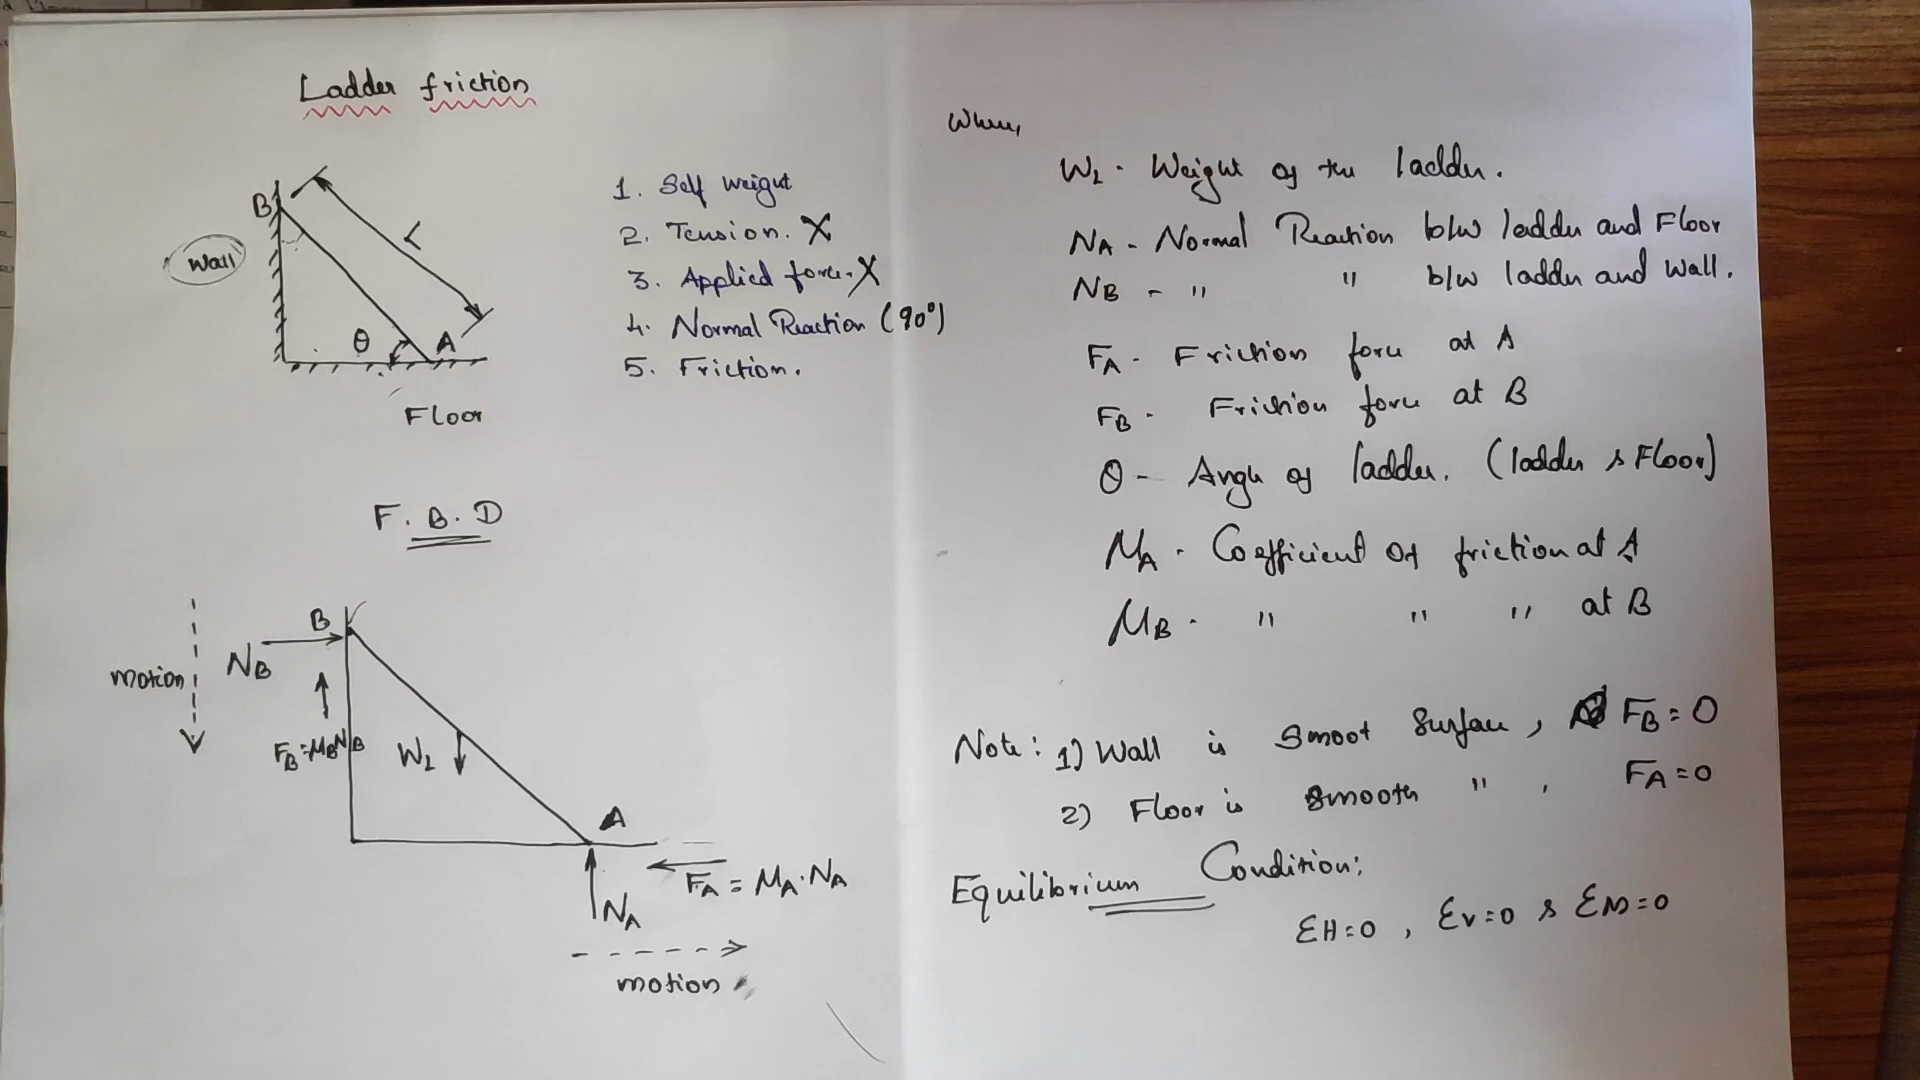 Ladder friction
B
L
Wall
θ
A
Floor
1. Self weight
2. Tension. X
3. Applied force. X
4. Normal Reaction (90°)
5. Friction.
F. B. D
B
NB
motion
FB = μB NB
WL
A
FA = μA . NA
NA
motion
Where,
WL - Weight of the ladder.
NA - Normal Reaction b/w ladder and Floor
NB - " " b/w ladder and Wall.
FA - Friction force at A
FB - Friction force at B
θ - Angle of ladder. (ladder & Floor)
μA - Coefficient of friction at A
μB - " " " at B
Note: 1) Wall is Smoot Surface, FB = 0
2) Floor is Smooth " , FA = 0
Equilibrium Condition:
ΣH = 0 , ΣV = 0 & ΣM = 0